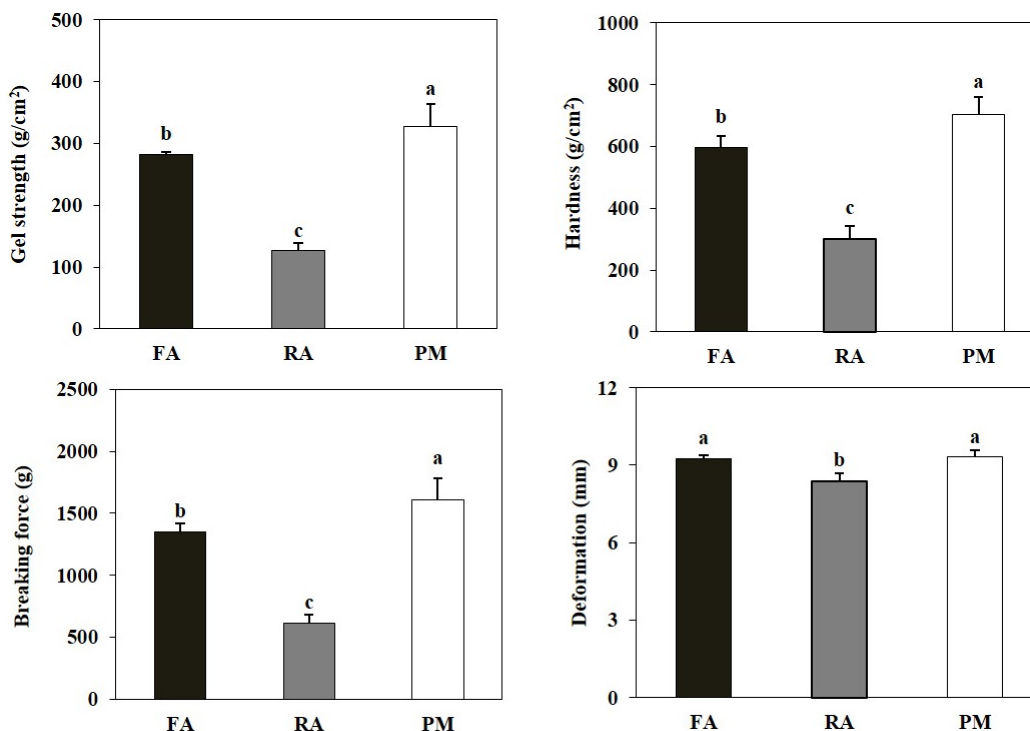 Gel strength (g/cm²)
500
400
300
200
100
0
b
c
a
FA RA PM
Hardness (g/cm²)
1000
800
600
400
200
0
b
c
a
FA RA PM
Breaking force (g)
2500
2000
1500
1000
500
0
b
c
a
FA RA PM
Deformation (mm)
12
9
6
3
0
a
b
a
FA RA PM